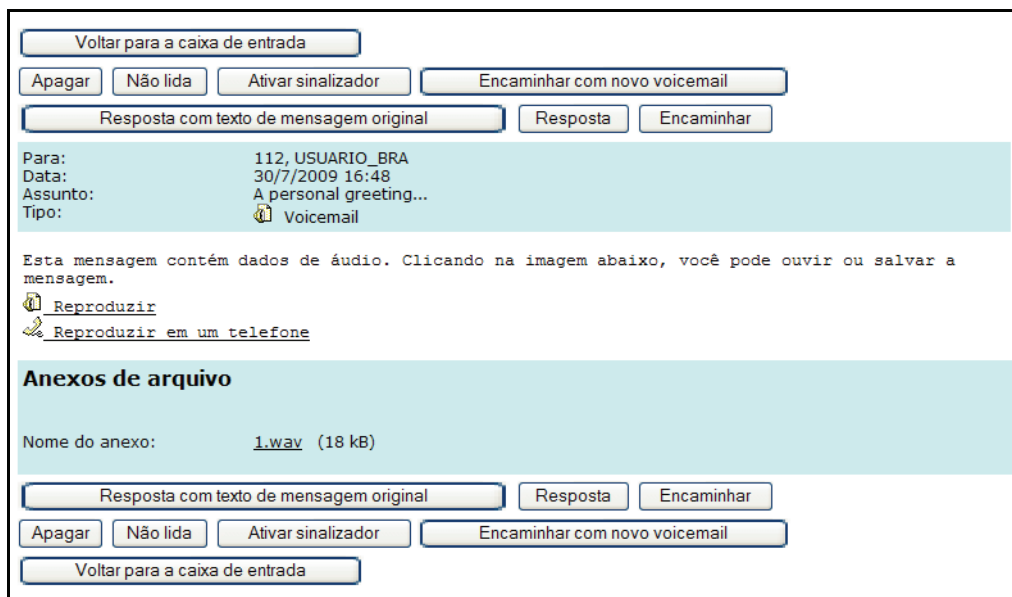 Voltar para a caixa de entrada
Apagar Não lida Ativar sinalizador Encaminhar com novo voicemail
Resposta com texto de mensagem original Resposta Encaminhar
Para: 112, USUARIO_BRA
Data: 30/7/2009 16:48
Assunto: A personal greeting...
Tipo: Voicemail
Esta mensagem contém dados de áudio. Clicando na imagem abaixo, você pode ouvir ou salvar a
mensagem.
Reproduzir
Reproduzir em um telefone
Anexos de arquivo
Nome do anexo: 1.wav (18 kB)
Resposta com texto de mensagem original Resposta Encaminhar
Apagar Não lida Ativar sinalizador Encaminhar com novo voicemail
Voltar para a caixa de entrada